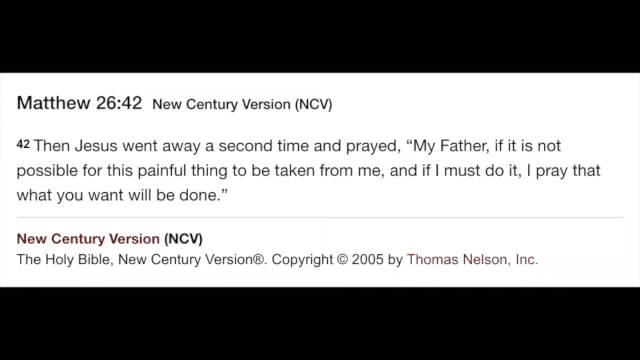 Matthew 26:42 New Century Version (NCV)
42 Then Jesus went away a second time and prayed, “My Father, if it is not
possible for this painful thing to be taken from me, and if I must do it, I pray that
what you want will be done.”
New Century Version (NCV)
The Holy Bible, New Century Version®. Copyright © 2005 by Thomas Nelson, Inc.